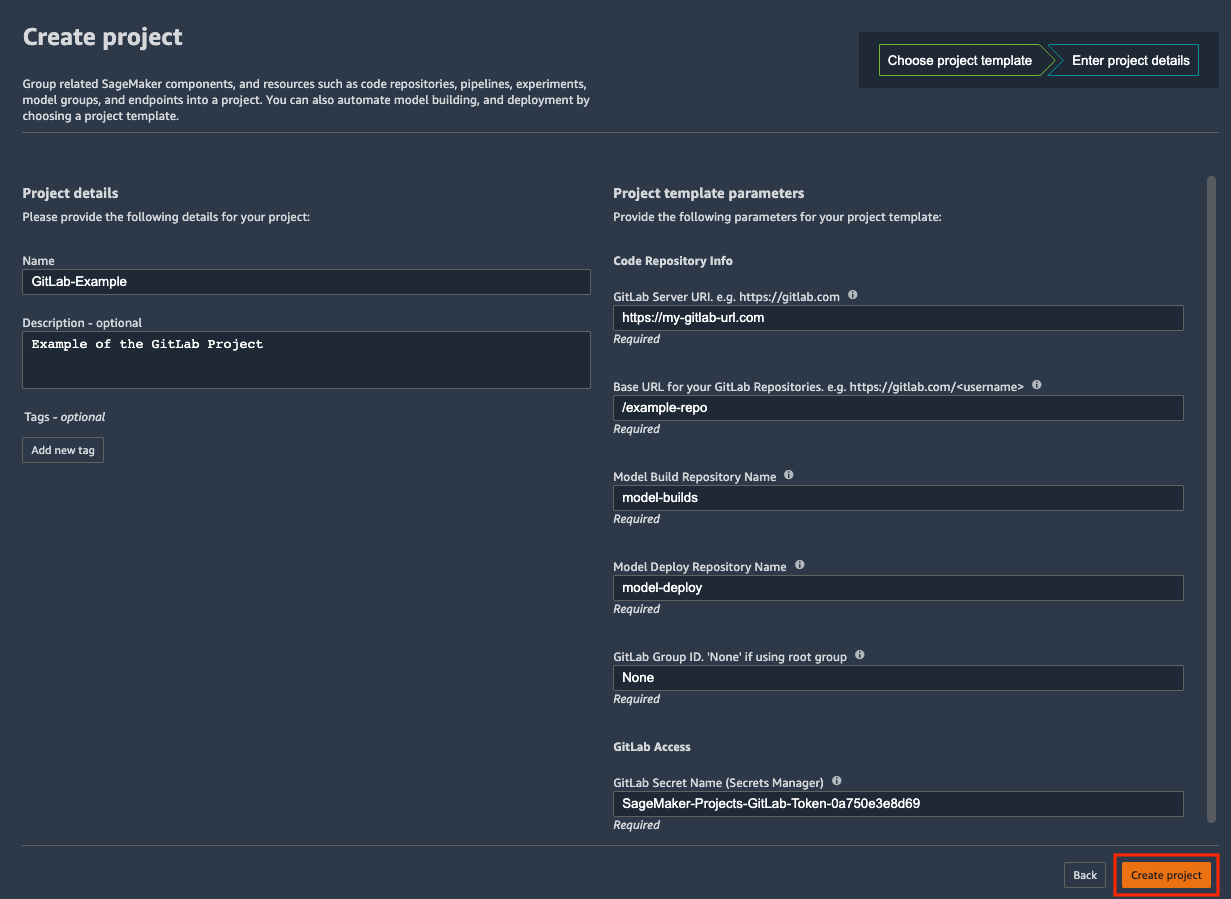 Create project
Choose project template
Enter project details
Group related SageMaker components, and resources such as code repositories, pipelines, experiments,
model groups, and endpoints into a project. You can also automate model building, and deployment by
choosing a project template.
Project details
Please provide the following details for your project:
Name
GitLab-Example
Description - optional
Example of the GitLab Project
Tags - optional
Add new tag
Project template parameters
Provide the following parameters for your project template:
Code Repository Info
GitLab Server URI. e.g. https://gitlab.com
https://my-gitlab-url.com
Required
Base URL for your GitLab Repositories. e.g. https://gitlab.com/<username>
/example-repo
Required
Model Build Repository Name
model-builds
Required
Model Deploy Repository Name
model-deploy
Required
GitLab Group ID. 'None' if using root group
None
Required
GitLab Access
GitLab Secret Name (Secrets Manager)
SageMaker-Projects-GitLab-Token-0a750e3e8d69
Required
Back
Create project